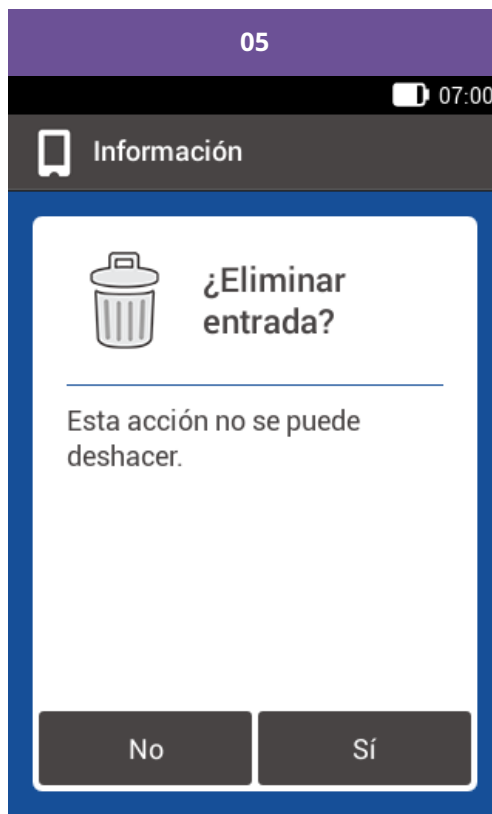 05
07:00
Información
¿Eliminar
entrada?
Esta acción no se puede
deshacer.
No
Sí